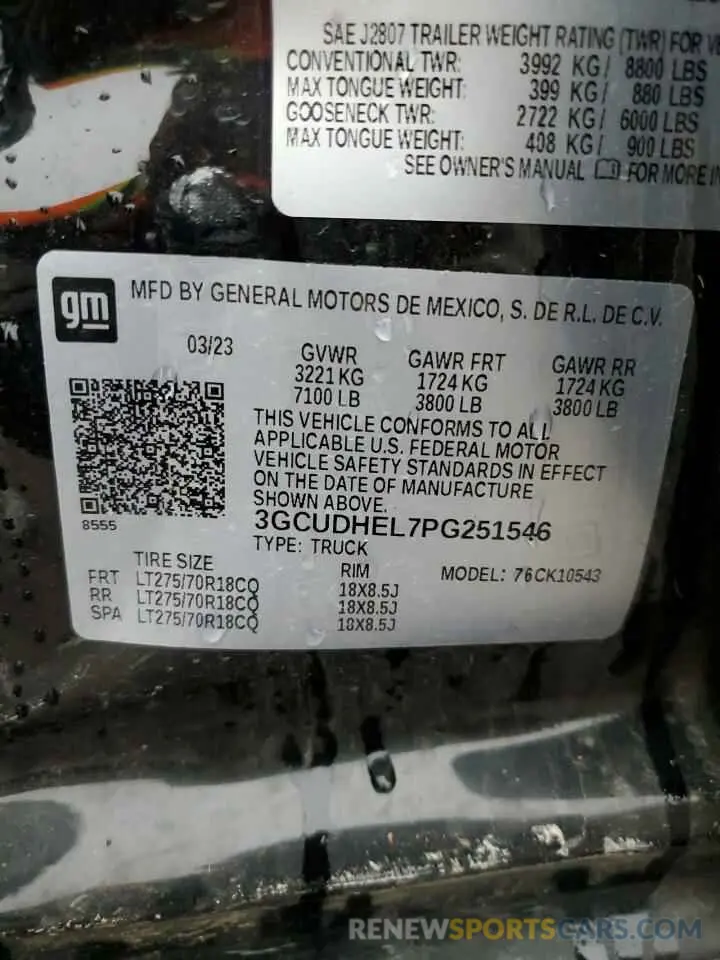 SAE J2807 TRAILER WEIGHT RATING (TWR) FOR
CONVENTIONAL TWR: 3992 KG/ 8800 LBS
MAX TONGUE WEIGHT: 399 KG/ 880 LBS
GOOSENECK TWR: 2722 KG/ 6000 LBS
MAX TONGUE WEIGHT: 408 KG/ 900 LBS
SEE OWNER'S MANUAL FOR MORE
gm
MFD BY GENERAL MOTORS DE MEXICO, S. DE R.L. DE C.V.
03/23 GVWR GAWR FRT GAWR RR
3221 KG 1724 KG 1724 KG
7100 LB 3800 LB 3800 LB
THIS VEHICLE CONFORMS TO ALL
APPLICABLE U.S. FEDERAL MOTOR
VEHICLE SAFETY STANDARDS IN EFFECT
ON THE DATE OF MANUFACTURE
SHOWN ABOVE.
8555
3GCUDHEL7PG251546
TYPE: TRUCK
TIRE SIZE RIM MODEL: 76CK10543
FRT LT275/70R18CQ 18X8.5J
RR LT275/70R18CQ 18X8.5J
SPA LT275/70R18CQ 18X8.5J
RENEWSPORTSCARS.COM